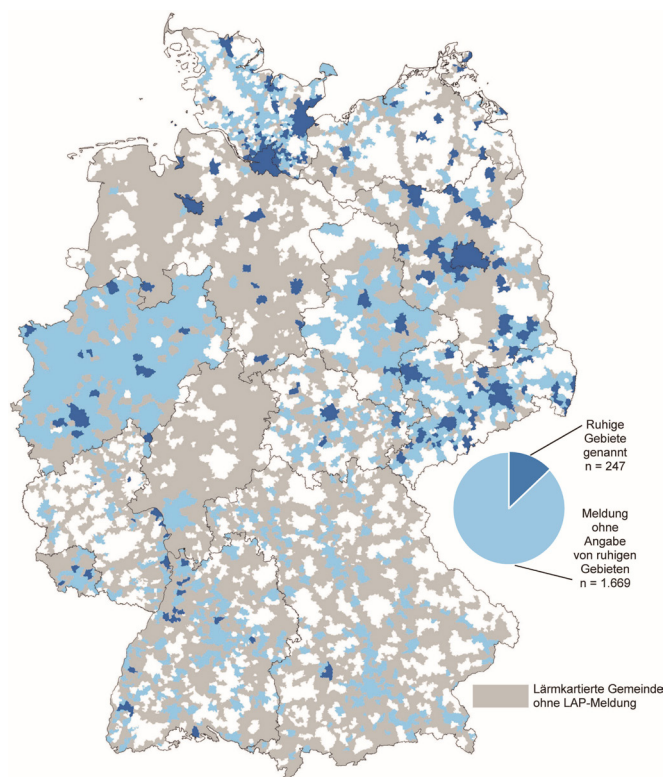 Ruhige
Gebiete
genannt
n = 247
Meldung
ohne
Angabe
von ruhigen
Gebieten
n = 1.669
Lärmkartierte Gemeinde
ohne LAP-Meldung